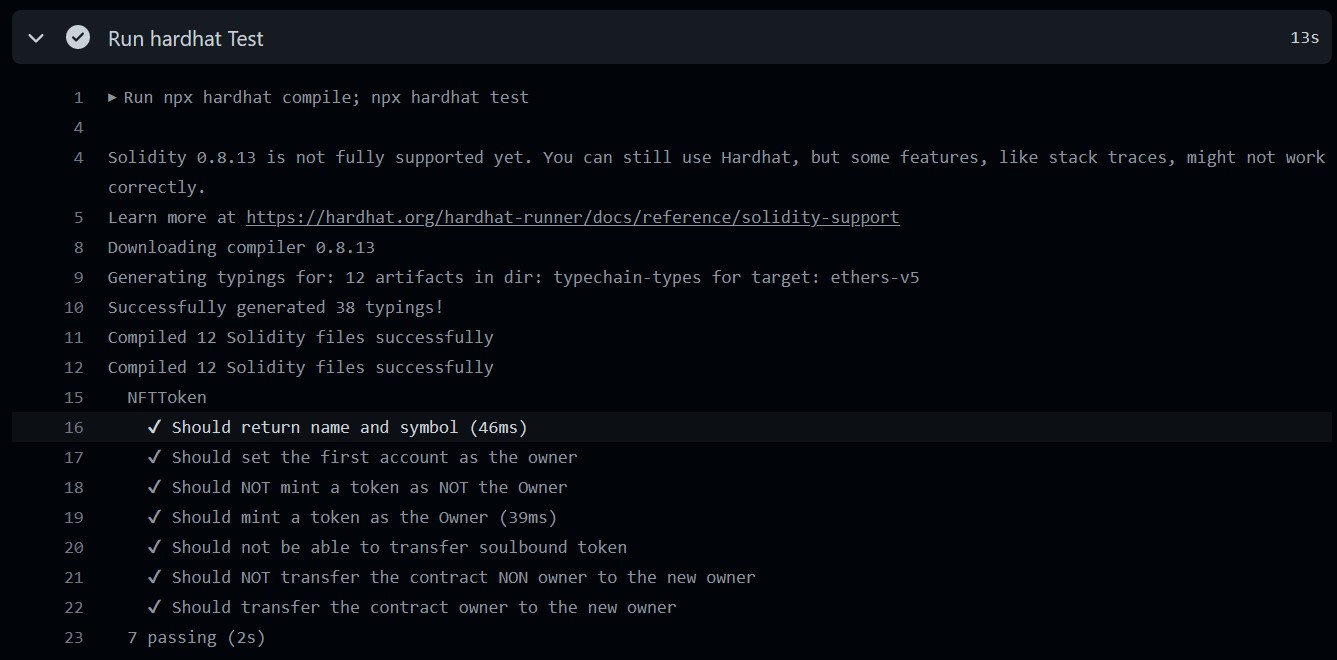 Run hardhat Test
13s
1 ▸ Run npx hardhat compile; npx hardhat test
4
4 Solidity 0.8.13 is not fully supported yet. You can still use Hardhat, but some features, like stack traces, might not work
correctly.
5 Learn more at https://hardhat.org/hardhat-runner/docs/reference/solidity-support
8 Downloading compiler 0.8.13
9 Generating typings for: 12 artifacts in dir: typechain-types for target: ethers-v5
10 Successfully generated 38 typings!
11 Compiled 12 Solidity files successfully
12 Compiled 12 Solidity files successfully
15 NFTToken
16 ✓ Should return name and symbol (46ms)
17 ✓ Should set the first account as the owner
18 ✓ Should NOT mint a token as NOT the Owner
19 ✓ Should mint a token as the Owner (39ms)
20 ✓ Should not be able to transfer soulbound token
21 ✓ Should NOT transfer the contract NON owner to the new owner
22 ✓ Should transfer the contract owner to the new owner
23 7 passing (2s)